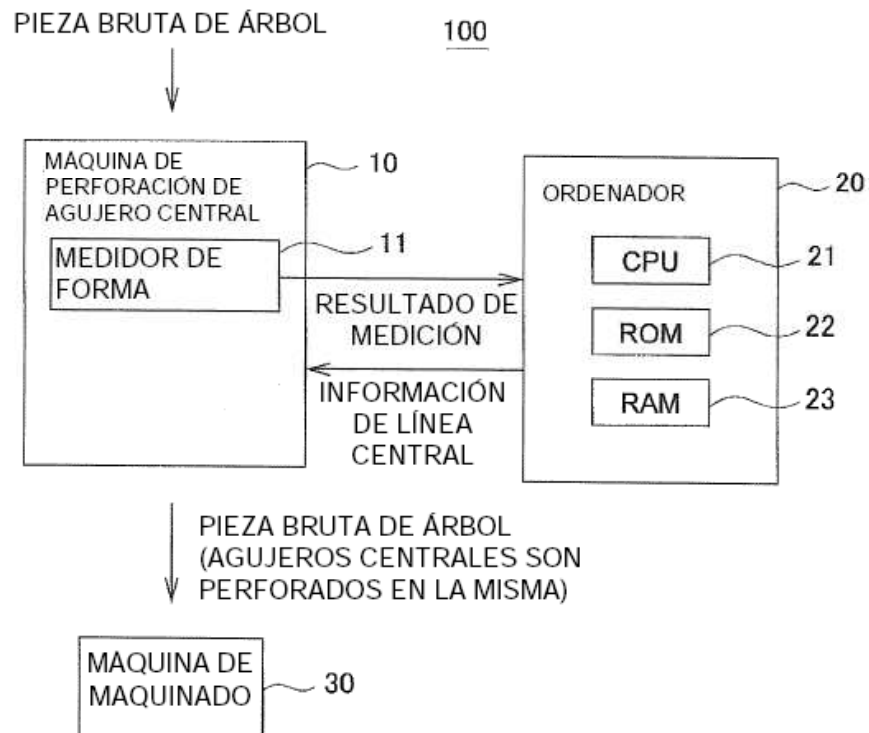 PIEZA BRUTA DE ÁRBOL
100
MÁQUINA DE
PERFORACIÓN DE
AGUJERO CENTRAL
10
MEDIDOR DE
FORMA
11
RESULTADO DE
MEDICIÓN
INFORMACIÓN
DE LÍNEA
CENTRAL
ORDENADOR
20
CPU
21
ROM
22
RAM
23
PIEZA BRUTA DE ÁRBOL
(AGUJEROS CENTRALES SON
PERFORADOS EN LA MISMA)
MÁQUINA DE
MAQUINADO
30